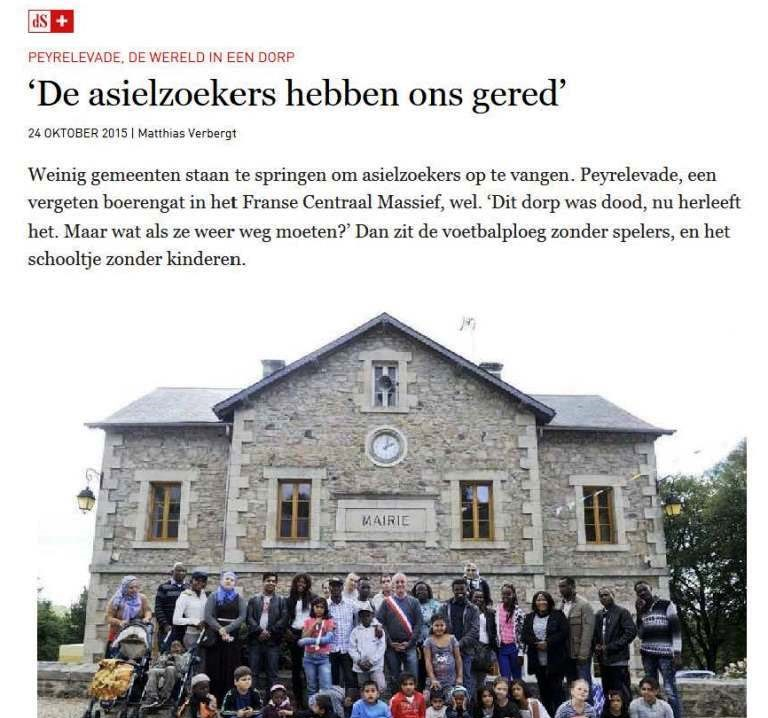 dS +
PEYRELEVADE, DE WERELD IN EEN DORP
‘De asielzoekers hebben ons gered’
24 OKTOBER 2015 | Matthias Verbergt
Weinig gemeenten staan te springen om asielzoekers op te vangen. Peyrelevade, een
vergeten boerengat in het Franse Centraal Massief, wel. ‘Dit dorp was dood, nu herleeft
het. Maar wat als ze weer weg moeten?’ Dan zit de voetbalploeg zonder spelers, en het
schooltje zonder kinderen.
MAIRIE